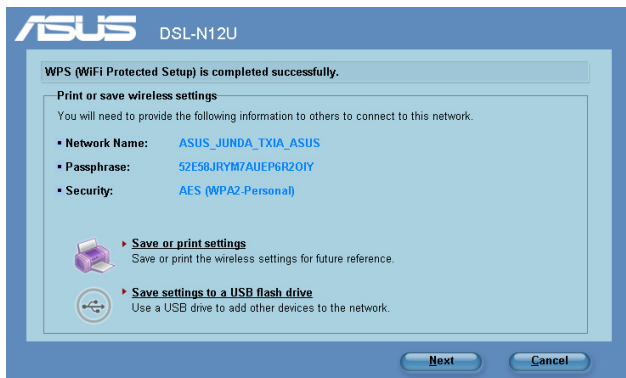 ASUS DSL-N12U
WPS (WiFi Protected Setup) is completed successfully.
Print or save wireless settings
You will need to provide the following information to others to connect to this network.
Network Name: ASUS_JUNDA_TXIA_ASUS
Passphrase: 52E58JRYM7AUEP6R2OIY
Security: AES (WPA2-Personal)
Save or print settings
Save or print the wireless settings for future reference.
Save settings to a USB flash drive
Use a USB drive to add other devices to the network.
Next Cancel